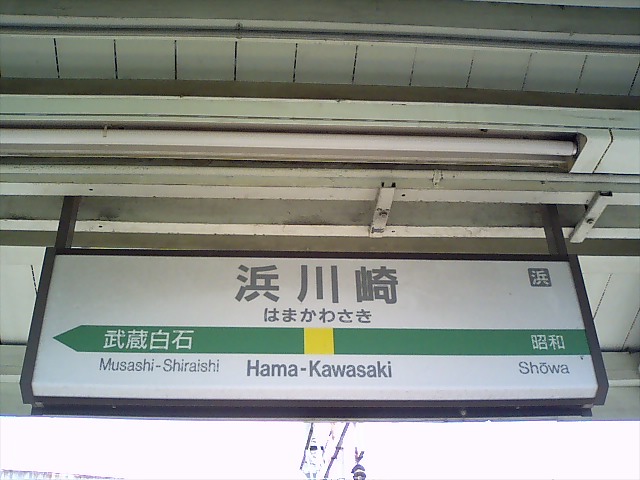 浜川崎
浜
はまかわさき
武蔵白石
昭和
Musashi-Shiraishi
Hama-Kawasaki
Shōwa